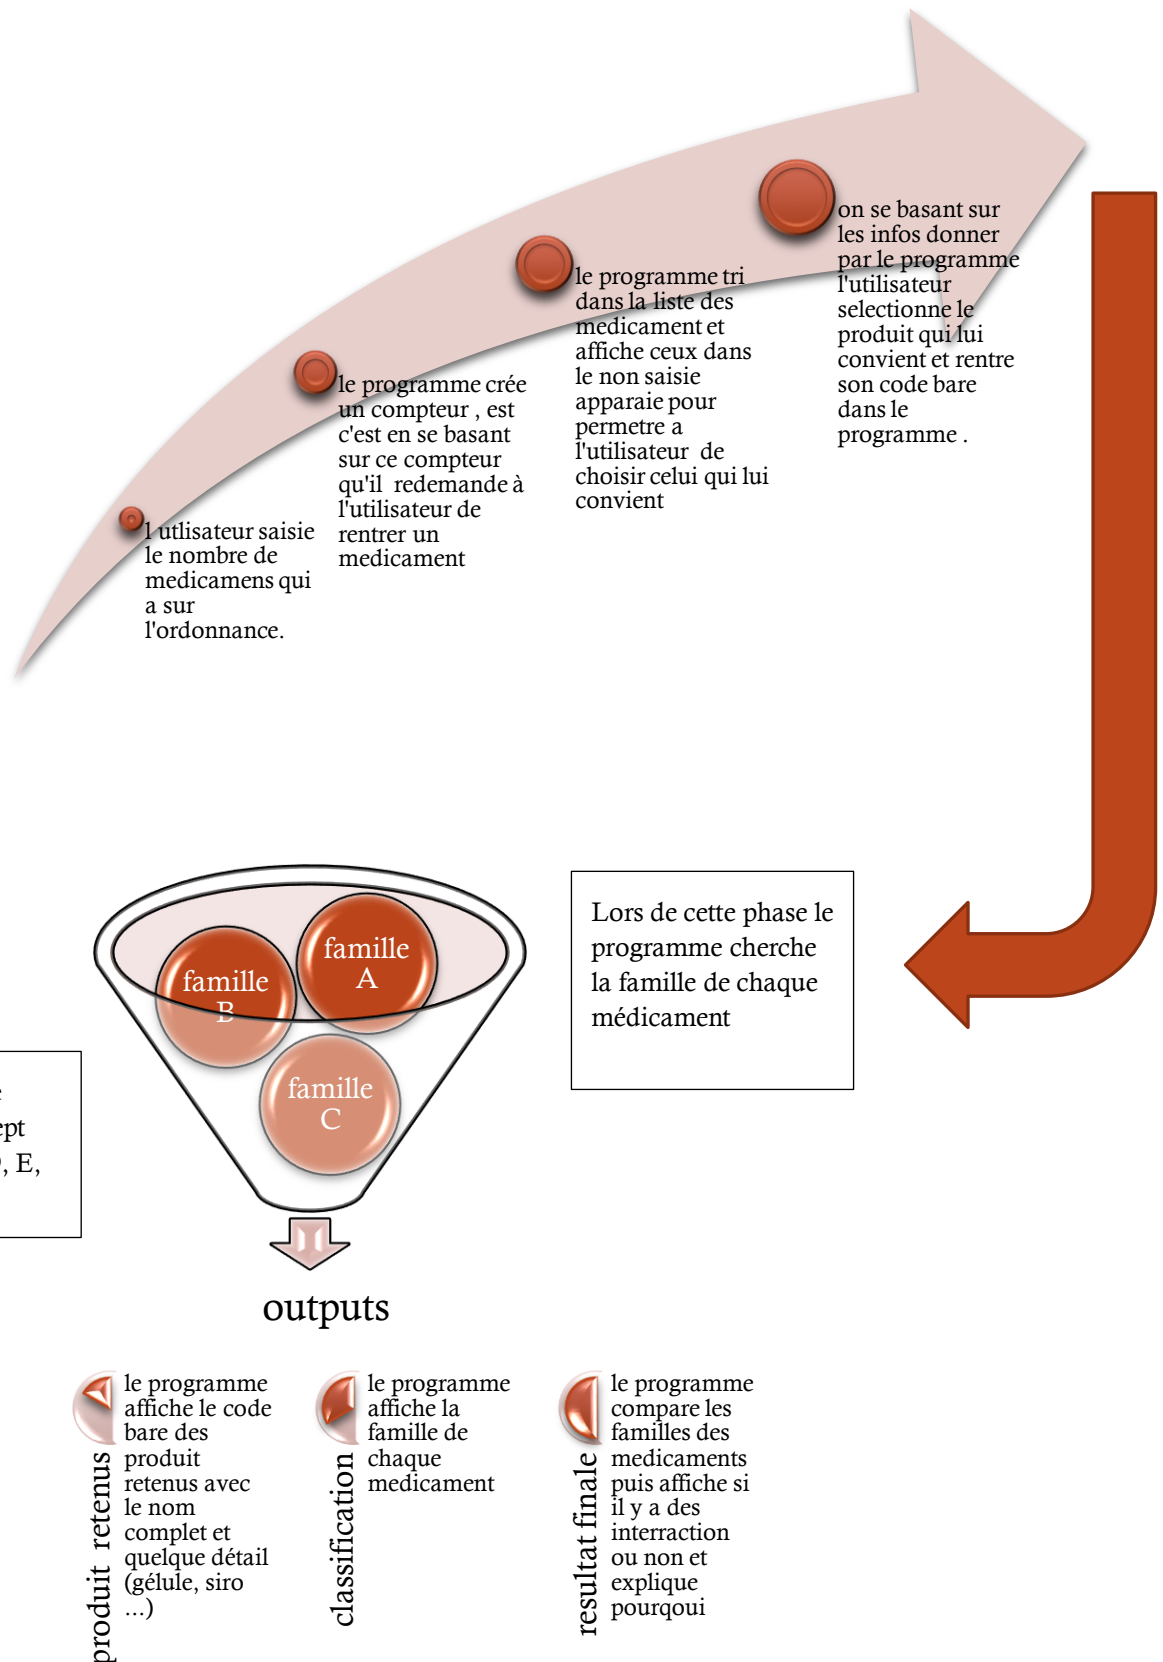 l utlisateur saisie
le nombre de
medicamens qui
a sur
l'ordonnance.
le programme crée
un compteur , est
c'est en se basant
sur ce compteur
qu'il redemande à
l'utilisateur de
rentrer un
medicament
le programme tri
dans la liste des
medicament et
affiche ceux dans
le non saisie
apparaie pour
permetre a
l'utilisateur de
choisir celui qui lui
convient
on se basant sur
les infos donner
par le programme
l'utilisateur
selectionne le
produit qui lui
convient et rentre
son code bare
dans le
programme .
Lors de cette phase le
programme cherche
la famille de chaque
médicament
famille
A
famille
B
famille
C
, E,
outputs
produit retenus
le programme
affiche le code
bare des
produit
retenus avec
le nom
complet et
quelque détail
(gélule, siro
...)
classification
le programme
affiche la
famille de
chaque
medicament
resultat finale
le programme
compare les
familles des
medicaments
puis affiche si
il y a des
interraction
ou non et
explique
pourqoui